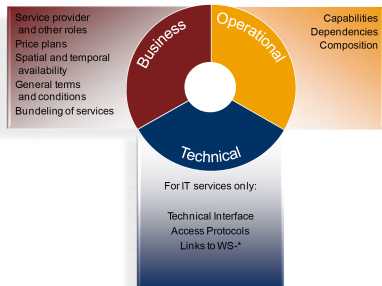 Service provider
and other roles
Price plans
Spatial and temporal
availability
General terms
and conditions
Bundeling of services
Business
Operational
Technical
Capabilities
Dependencies
Composition
For IT services only:
Technical Interface
Access Protocols
Links to WS-*